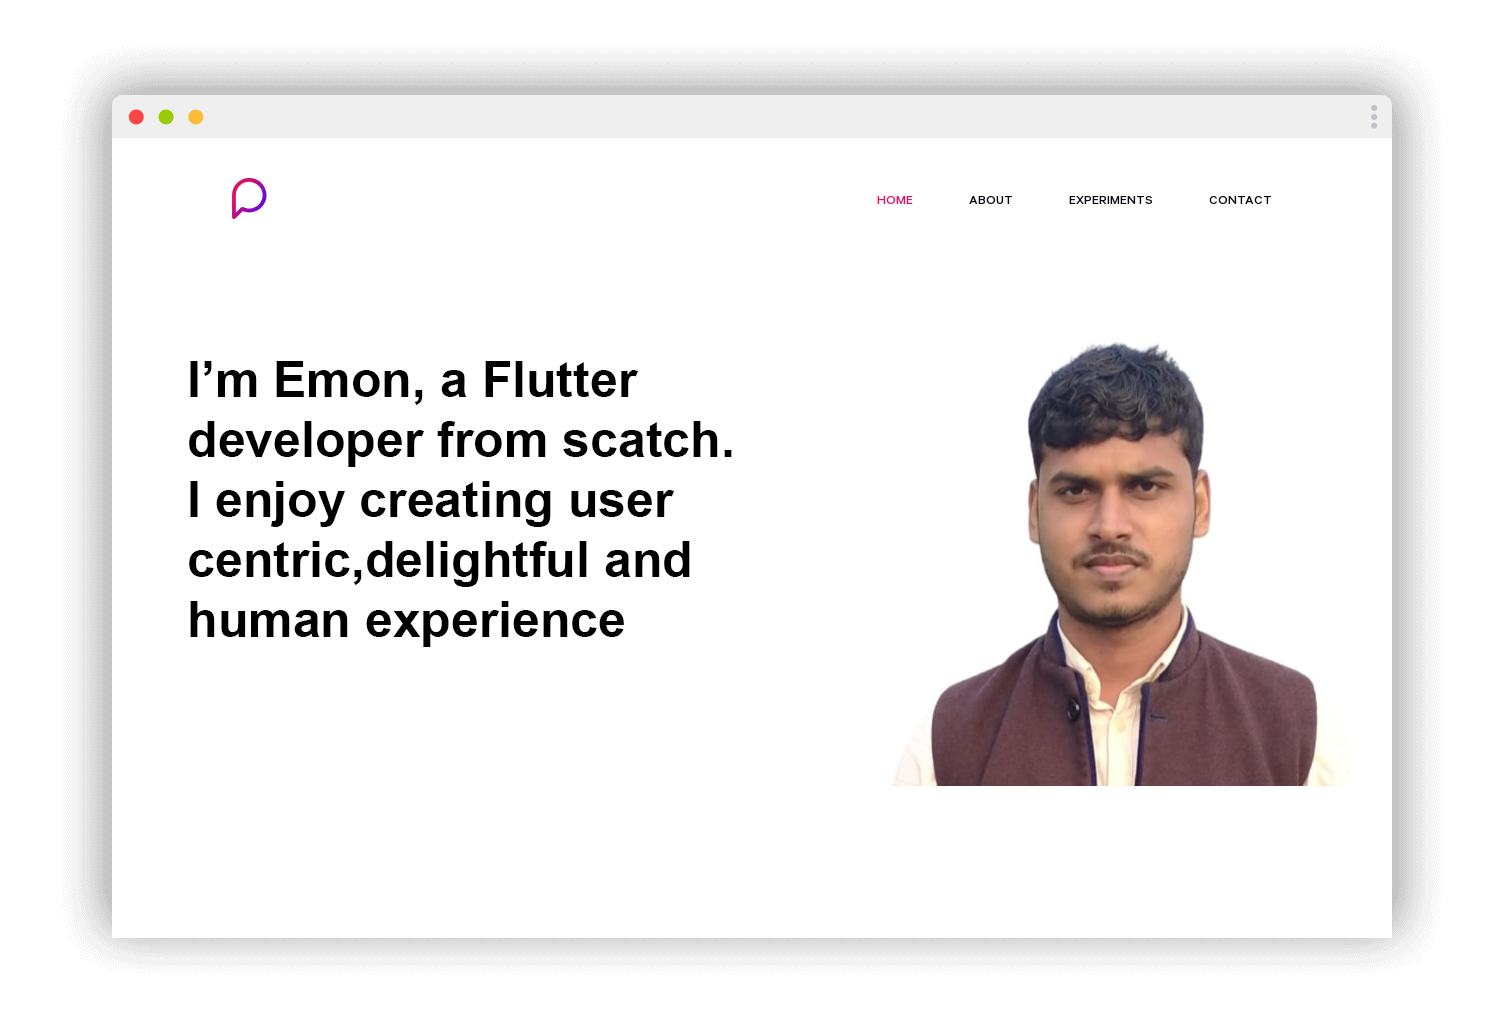 HOME ABOUT EXPERIMENTS CONTACT
I’m Emon, a Flutter
developer from scatch.
I enjoy creating user
centric,delightful and
human experience